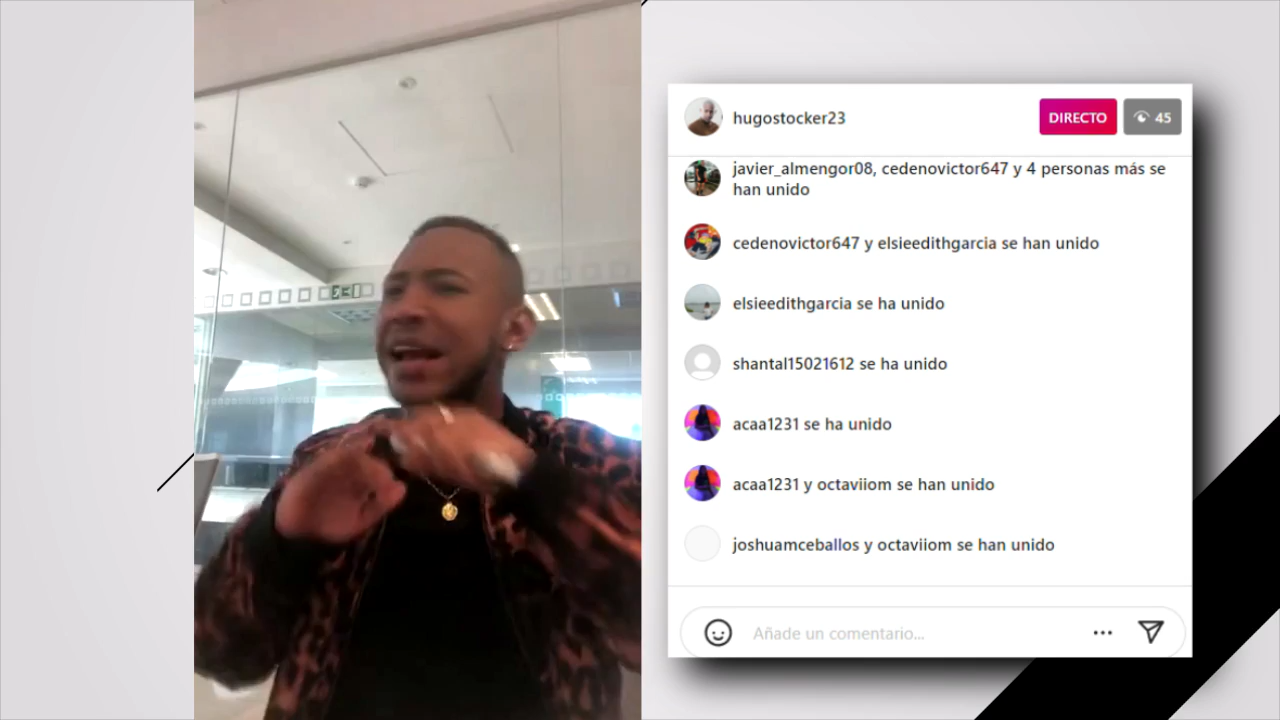 hugostocker23
DIRECTO
45
javier_almengor08, cedenovictor647 y 4 personas más se
han unido
cedenovictor647 y elsieedithgarcia se han unido
elsieedithgarcia se ha unido
shantal15021612 se ha unido
acaa1231 se ha unido
acaa1231 y octaviiom se han unido
joshuamceballos y octaviiom se han unido
Añade un comentario...